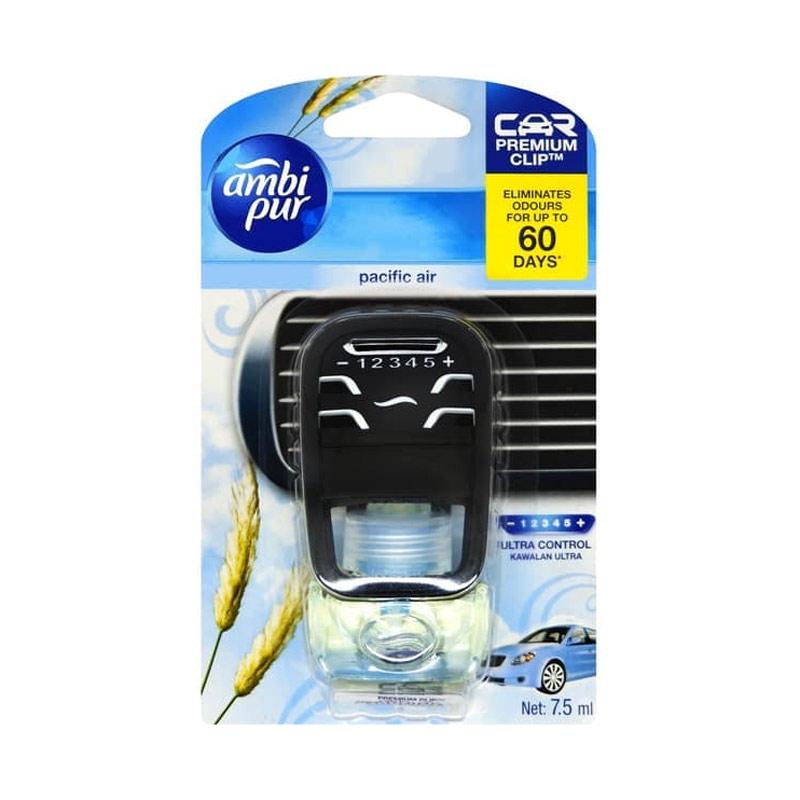 ambi
pur
CAR
PREMIUM
CLIP™
ELIMINATES
ODOURS
FOR UP TO
60
DAYS*
pacific air
- 1 2 3 4 5 +
- 1 2 3 4 5 +
ULTRA CONTROL
KAWALAN ULTRA
Net: 7.5 ml